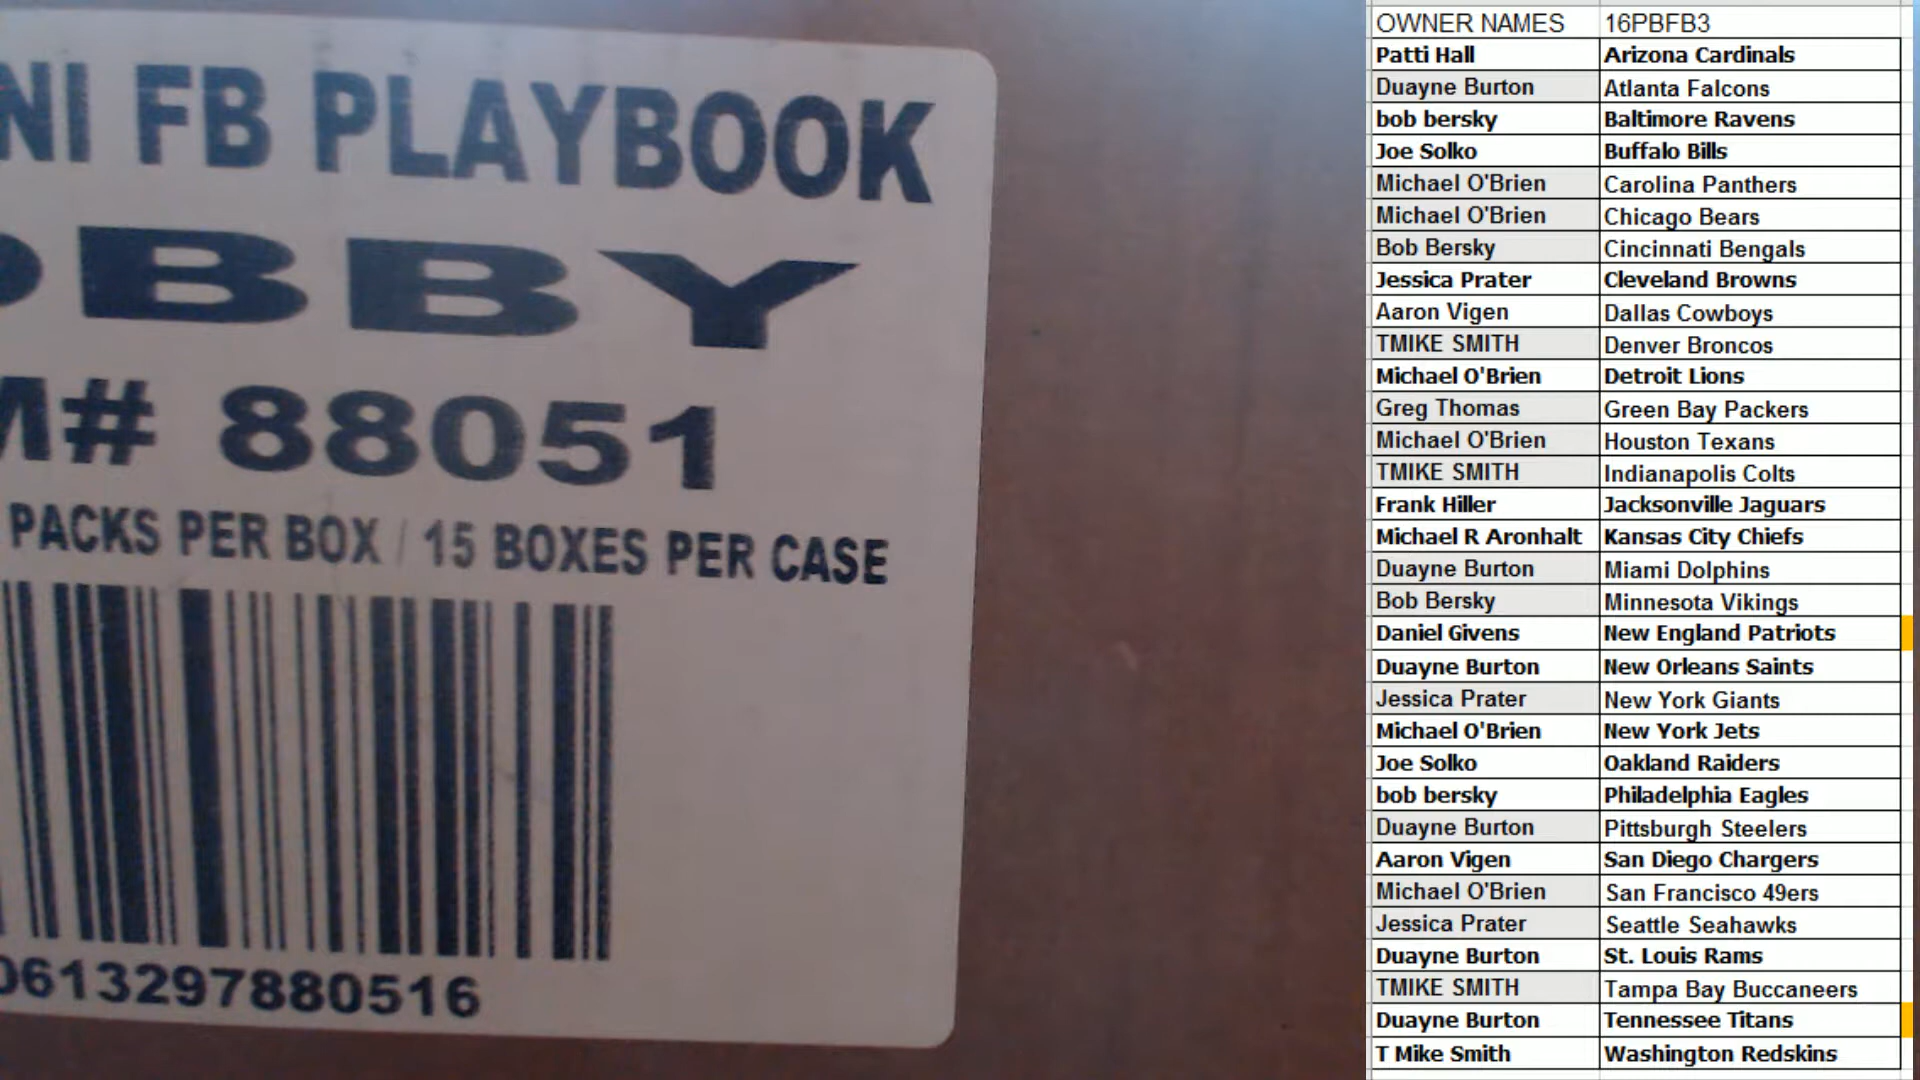 NI FB PLAYBOOK
OBBY
M# 88051
PACKS PER BOX / 15 BOXES PER CASE
0613297880516
OWNER NAMES 16PBFB3
Patti Hall Arizona Cardinals
Duayne Burton Atlanta Falcons
bob bersky Baltimore Ravens
Joe Solko Buffalo Bills
Michael O'Brien Carolina Panthers
Michael O'Brien Chicago Bears
Bob Bersky Cincinnati Bengals
Jessica Prater Cleveland Browns
Aaron Vigen Dallas Cowboys
TMIKE SMITH Denver Broncos
Michael O'Brien Detroit Lions
Greg Thomas Green Bay Packers
Michael O'Brien Houston Texans
TMIKE SMITH Indianapolis Colts
Frank Hiller Jacksonville Jaguars
Michael R Aronhalt Kansas City Chiefs
Duayne Burton Miami Dolphins
Bob Bersky Minnesota Vikings
Daniel Givens New England Patriots
Duayne Burton New Orleans Saints
Jessica Prater New York Giants
Michael O'Brien New York Jets
Joe Solko Oakland Raiders
bob bersky Philadelphia Eagles
Duayne Burton Pittsburgh Steelers
Aaron Vigen San Diego Chargers
Michael O'Brien San Francisco 49ers
Jessica Prater Seattle Seahawks
Duayne Burton St. Louis Rams
TMIKE SMITH Tampa Bay Buccaneers
Duayne Burton Tennessee Titans
T Mike Smith Washington Redskins